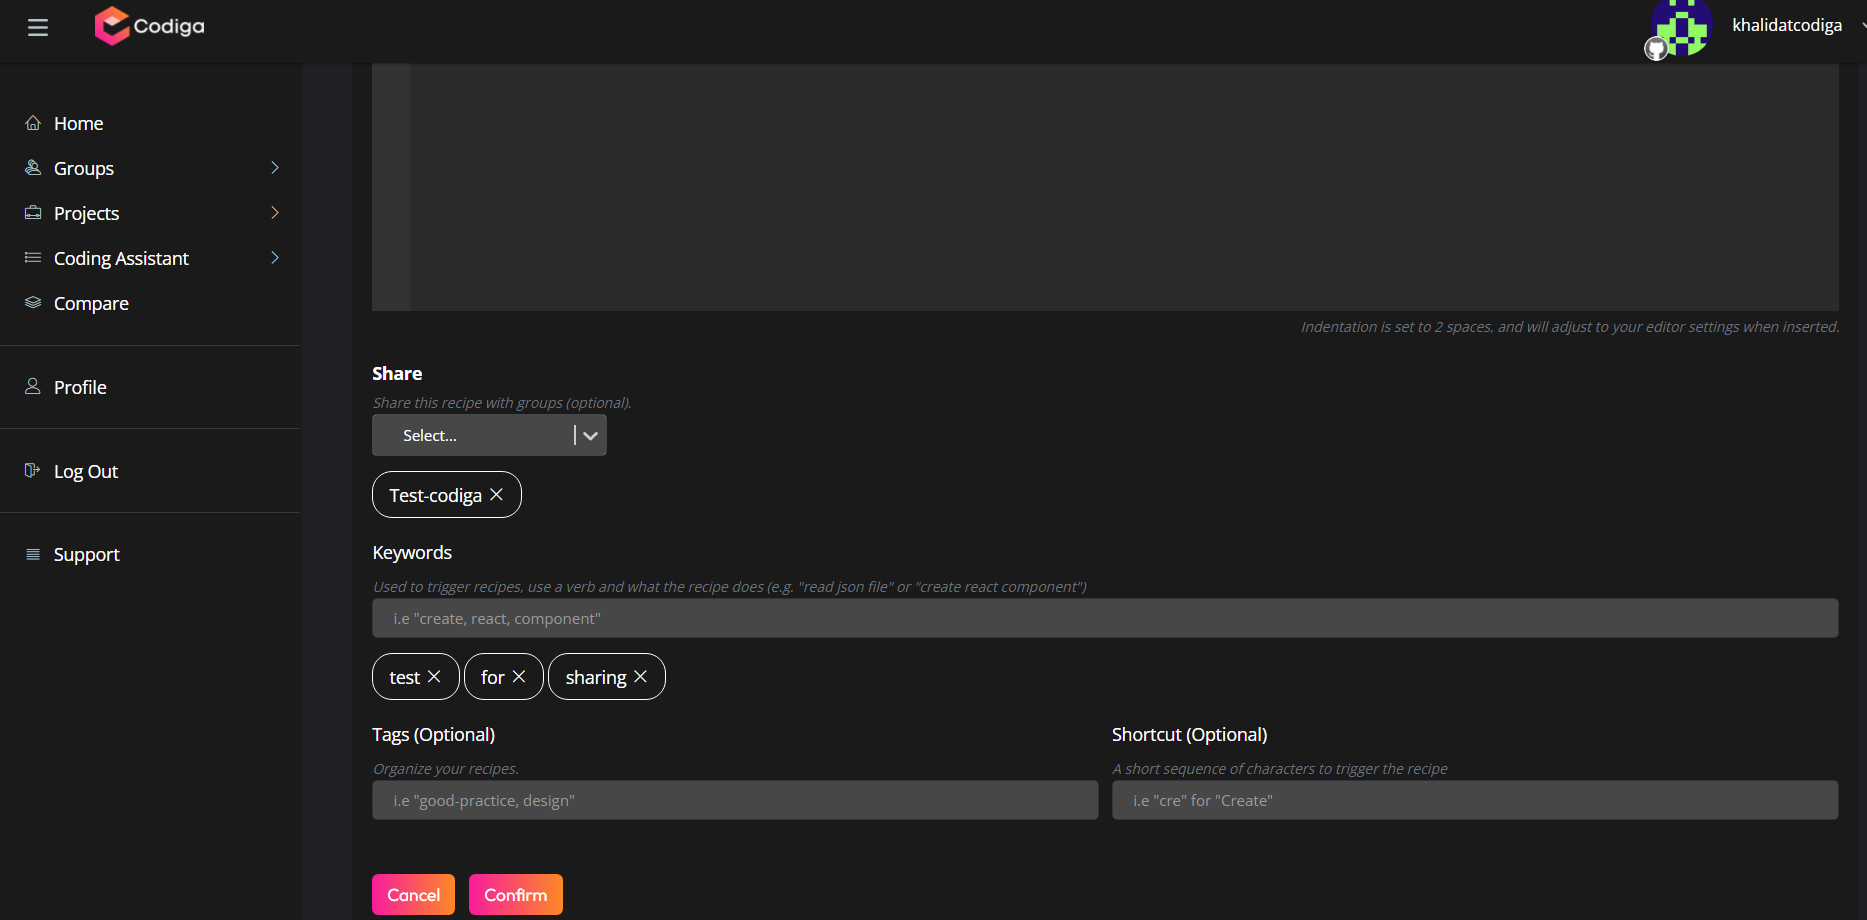 Codiga
khalidatcodiga
Home
Groups
Projects
Coding Assistant
Compare
Profile
Log Out
Support
Indentation is set to 2 spaces, and will adjust to your editor settings when inserted.
Share
Share this recipe with groups (optional).
Select...
Test-codiga
Keywords
Used to trigger recipes, use a verb and what the recipe does (e.g. "read json file" or "create react component")
i.e "create, react, component"
test for sharing
Tags (Optional) Shortcut (Optional)
Organize your recipes. A short sequence of characters to trigger the recipe
i.e "good-practice, design" i.e "cre" for "Create"
Cancel Confirm